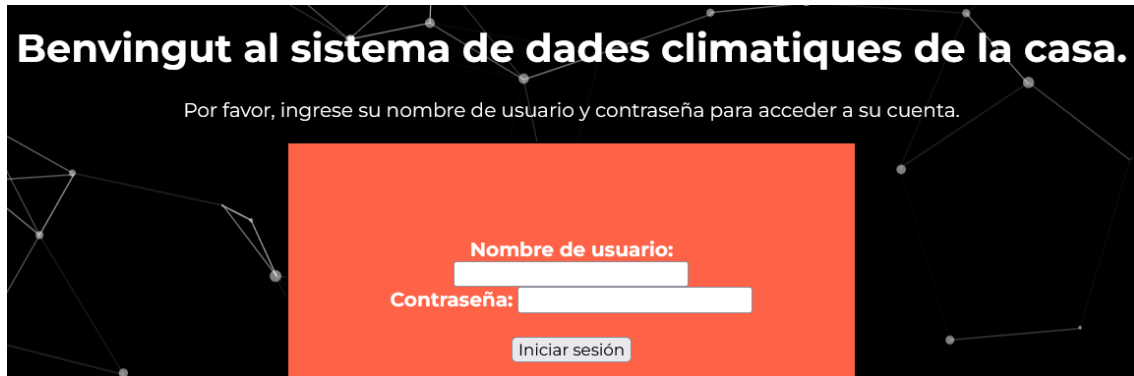 Benvingut al sistema de dades climatiques de la casa.
Por favor, ingrese su nombre de usuario y contraseña para acceder a su cuenta.
Nombre de usuario:
Contraseña:
Iniciar sesión